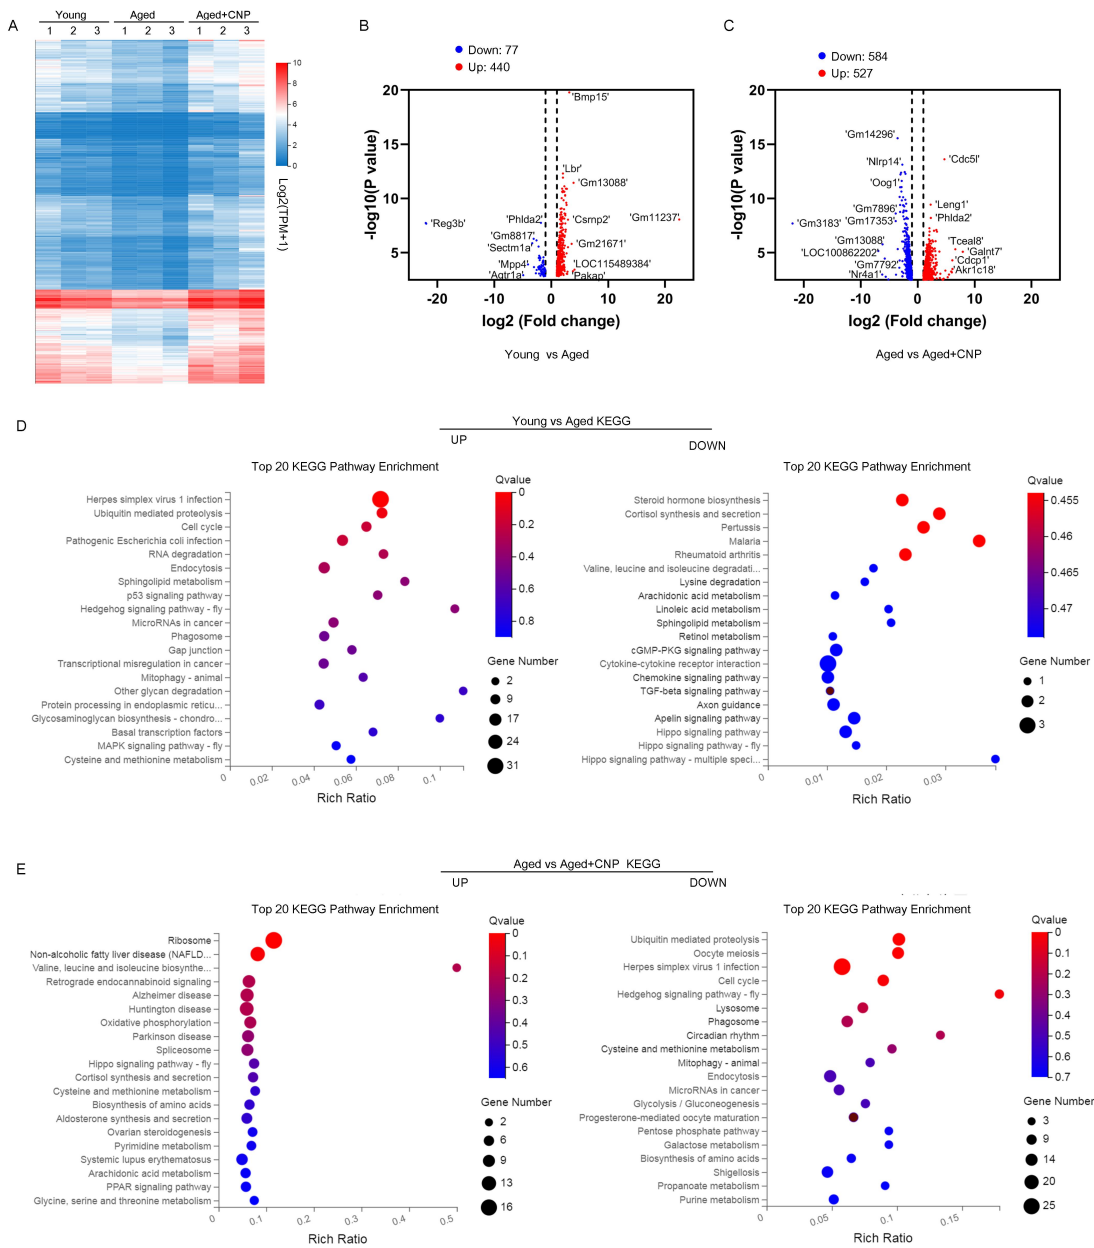 A
Young
Aged
Aged+CNP
1 2 3 1 2 3 1 2 3
10
8
6
4
2
0
Log2(TPM+1)
B
Down: 77
Up: 440
20
15
10
5
-log10(P value)
'Bmp15'
'Lbr'
'Gm13088'
'Reg3b'
'Phlda2'
'Csrnp2'
'Gm11237'
'Gm8817'
'Sectm1a'
'Gm21671'
'Mpp4'
'LOC115489384'
'Agtr1a'
'Pakap'
-20 -10 0 10 20
log2 (Fold change)
Young vs Aged
C
Down: 584
Up: 527
20
15
10
5
-log10(P value)
'Gm14296'
'Nlrp14'
'Cdc5l'
'Oog1'
'Gm7896'
'Leng1'
'Gm3183'
'Gm17353'
'Phlda2'
'Gm13088'
'Tceal8'
'LOC100862202'
'Galnt7'
'Gm7792'
'Cdcp1'
'Nr4a1'
'Akr1c18'
-20 -10 0 10 20
log2 (Fold change)
Aged vs Aged+CNP
D
Young vs Aged KEGG
UP
DOWN
Top 20 KEGG Pathway Enrichment
Herpes simplex virus 1 infection
Ubiquitin mediated proteolysis
Cell cycle
Pathogenic Escherichia coli infection
RNA degradation
Endocytosis
Sphingolipid metabolism
p53 signaling pathway
Hedgehog signaling pathway - fly
MicroRNAs in cancer
Phagosome
Gap junction
Transcriptional misregulation in cancer
Mitophagy - animal
Other glycan degradation
Protein processing in endoplasmic reticu...
Glycosaminoglycan biosynthesis - chondro...
Basal transcription factors
MAPK signaling pathway - fly
Cysteine and methionine metabolism
0 0.02 0.04 0.06 0.08 0.1
Rich Ratio
Qvalue
0
0.2
0.4
0.6
0.8
Gene Number
2
9
17
24
31
Top 20 KEGG Pathway Enrichment
Steroid hormone biosynthesis
Cortisol synthesis and secretion
Pertussis
Malaria
Rheumatoid arthritis
Valine, leucine and isoleucine degradati...
Lysine degradation
Arachidonic acid metabolism
Linoleic acid metabolism
Sphingolipid metabolism
Retinol metabolism
cGMP-PKG signaling pathway
Cytokine-cytokine receptor interaction
Chemokine signaling pathway
TGF-beta signaling pathway
Axon guidance
Apelin signaling pathway
Hippo signaling pathway
Hippo signaling pathway - fly
Hippo signaling pathway - multiple speci...
0 0.01 0.02 0.03
Rich Ratio
Qvalue
0.455
0.46
0.465
0.47
Gene Number
1
2
3
E
Aged vs Aged+CNP KEGG
UP
DOWN
Top 20 KEGG Pathway Enrichment
Ribosome
Non-alcoholic fatty liver disease (NAFLD...
Valine, leucine and isoleucine biosynthe...
Retrograde endocannabinoid signaling
Alzheimer disease
Huntington disease
Oxidative phosphorylation
Parkinson disease
Spliceosome
Hippo signaling pathway - fly
Cortisol synthesis and secretion
Cysteine and methionine metabolism
Biosynthesis of amino acids
Aldosterone synthesis and secretion
Ovarian steroidogenesis
Pyrimidine metabolism
Systemic lupus erythematosus
Arachidonic acid metabolism
PPAR signaling pathway
Glycine, serine and threonine metabolism
0 0.1 0.2 0.3 0.4 0.5
Rich Ratio
Qvalue
0
0.1
0.2
0.3
0.4
0.5
0.6
Gene Number
2
6
9
13
16
Top 20 KEGG Pathway Enrichment
Ubiquitin mediated proteolysis
Oocyte meiosis
Herpes simplex virus 1 infection
Cell cycle
Hedgehog signaling pathway - fly
Lysosome
Phagosome
Circadian rhythm
Cysteine and methionine metabolism
Mitophagy - animal
Endocytosis
MicroRNAs in cancer
Glycolysis / Gluconeogenesis
Progesterone-mediated oocyte maturation
Pentose phosphate pathway
Galactose metabolism
Biosynthesis of amino acids
Shigellosis
Propanoate metabolism
Purine metabolism
0 0.05 0.1 0.15
Rich Ratio
Qvalue
0
0.1
0.2
0.3
0.4
0.5
0.6
0.7
Gene Number
3
9
14
20
25